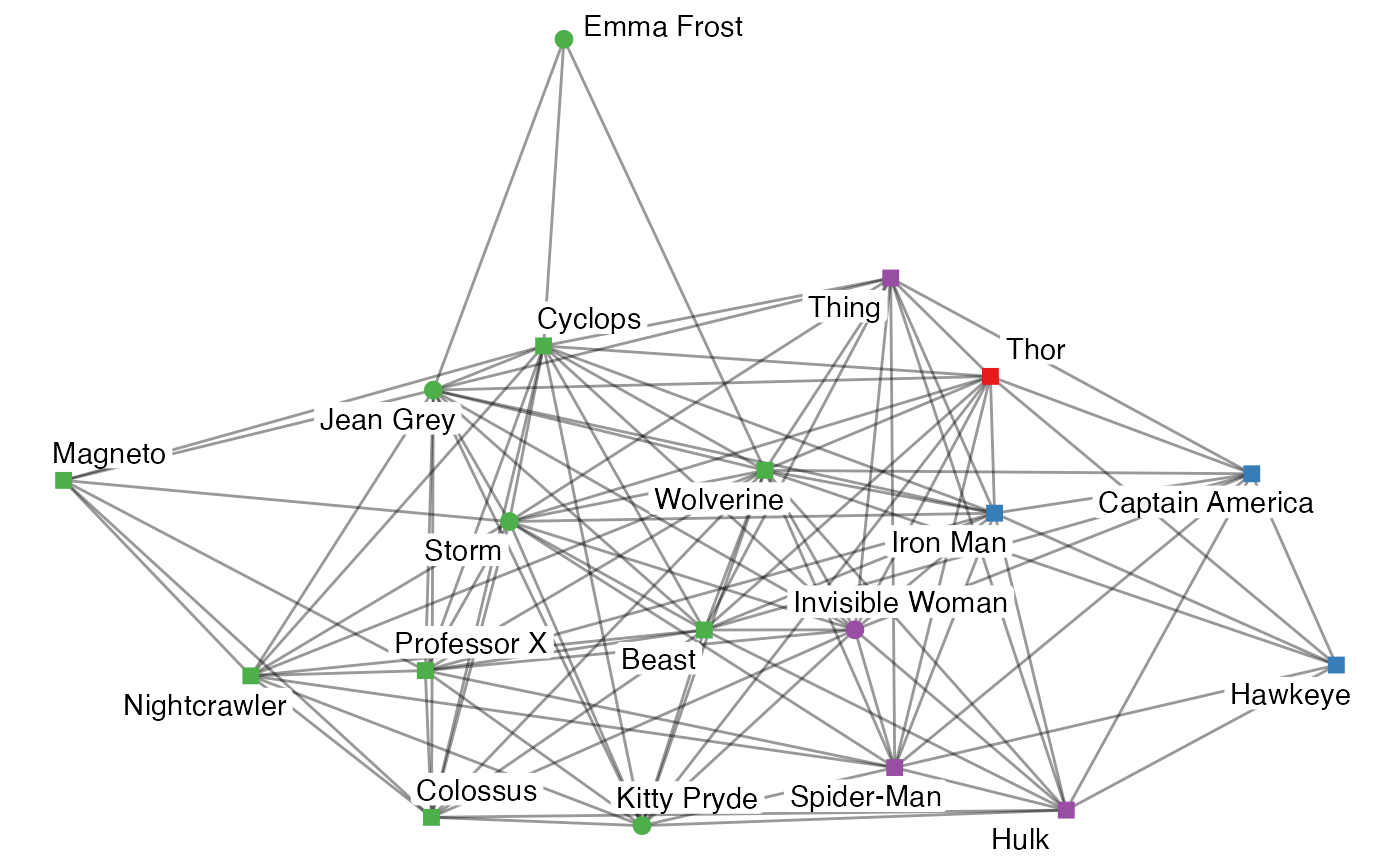 Emma Frost
Thing
Cyclops
Thor
Jean Grey
Magneto
Wolverine
Captain America
Storm
Iron Man
Invisible Woman
Professor X
Beast
Hawkeye
Nightcrawler
Colossus
Kitty Pryde
Spider-Man
Hulk